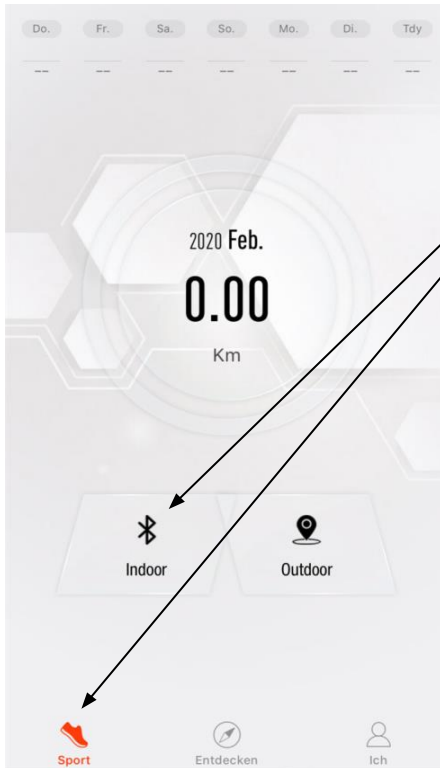 Do. Fr. Sa. So. Mo. Di. Tdy
-- -- -- -- -- -- --
2020 Feb.
0.00
Km
Indoor Outdoor
Sport Entdecken Ich